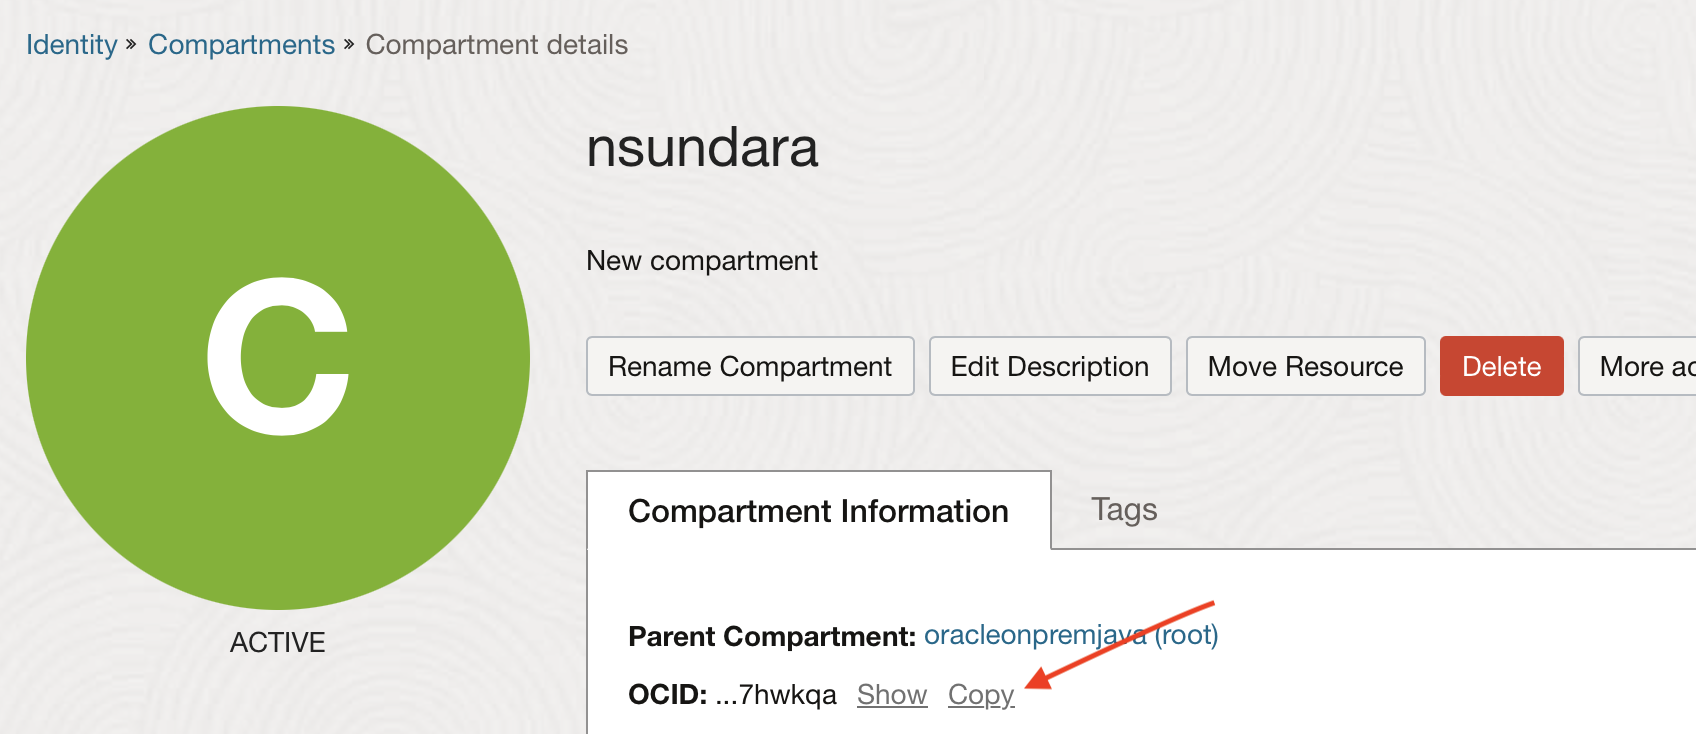 Identity » Compartments » Compartment details
C
ACTIVE
nsundara
New compartment
Rename Compartment Edit Description Move Resource Delete More ac
Compartment Information Tags
Parent Compartment: oracleonpremjava (root)
OCID: ...7hwkqa Show Copy